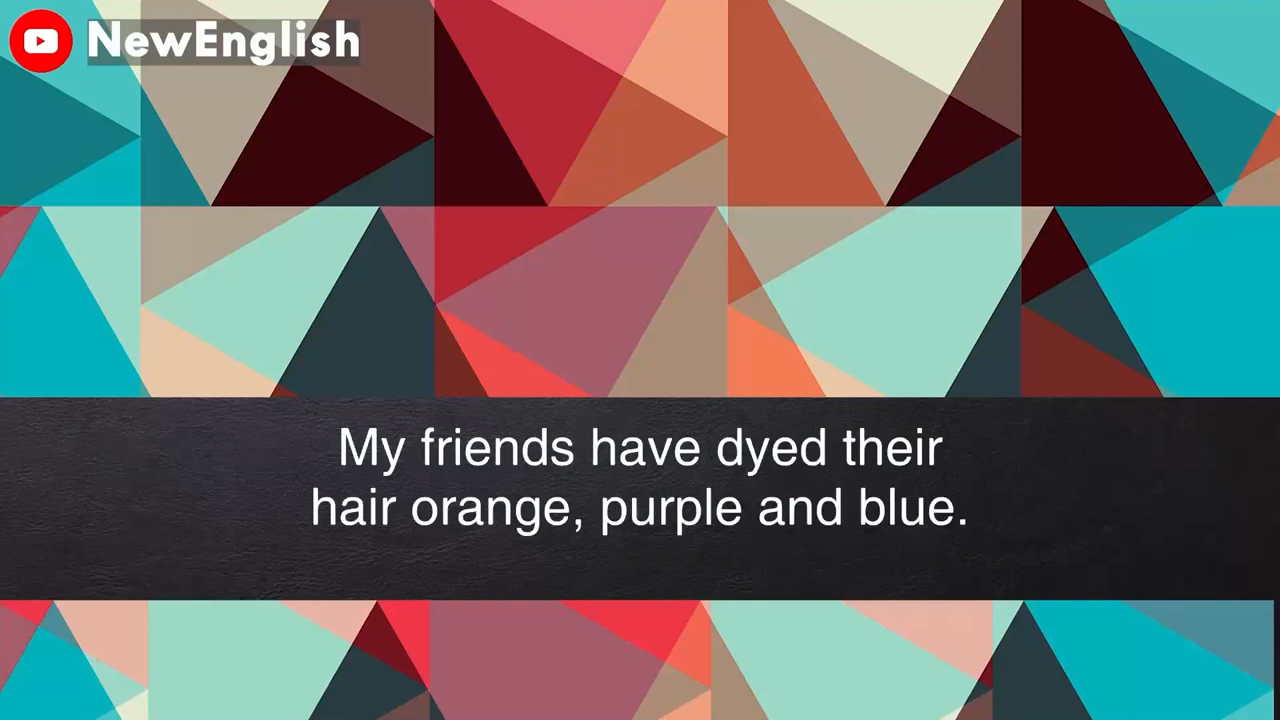 NewEnglish
My friends have dyed their
hair orange, purple and blue.